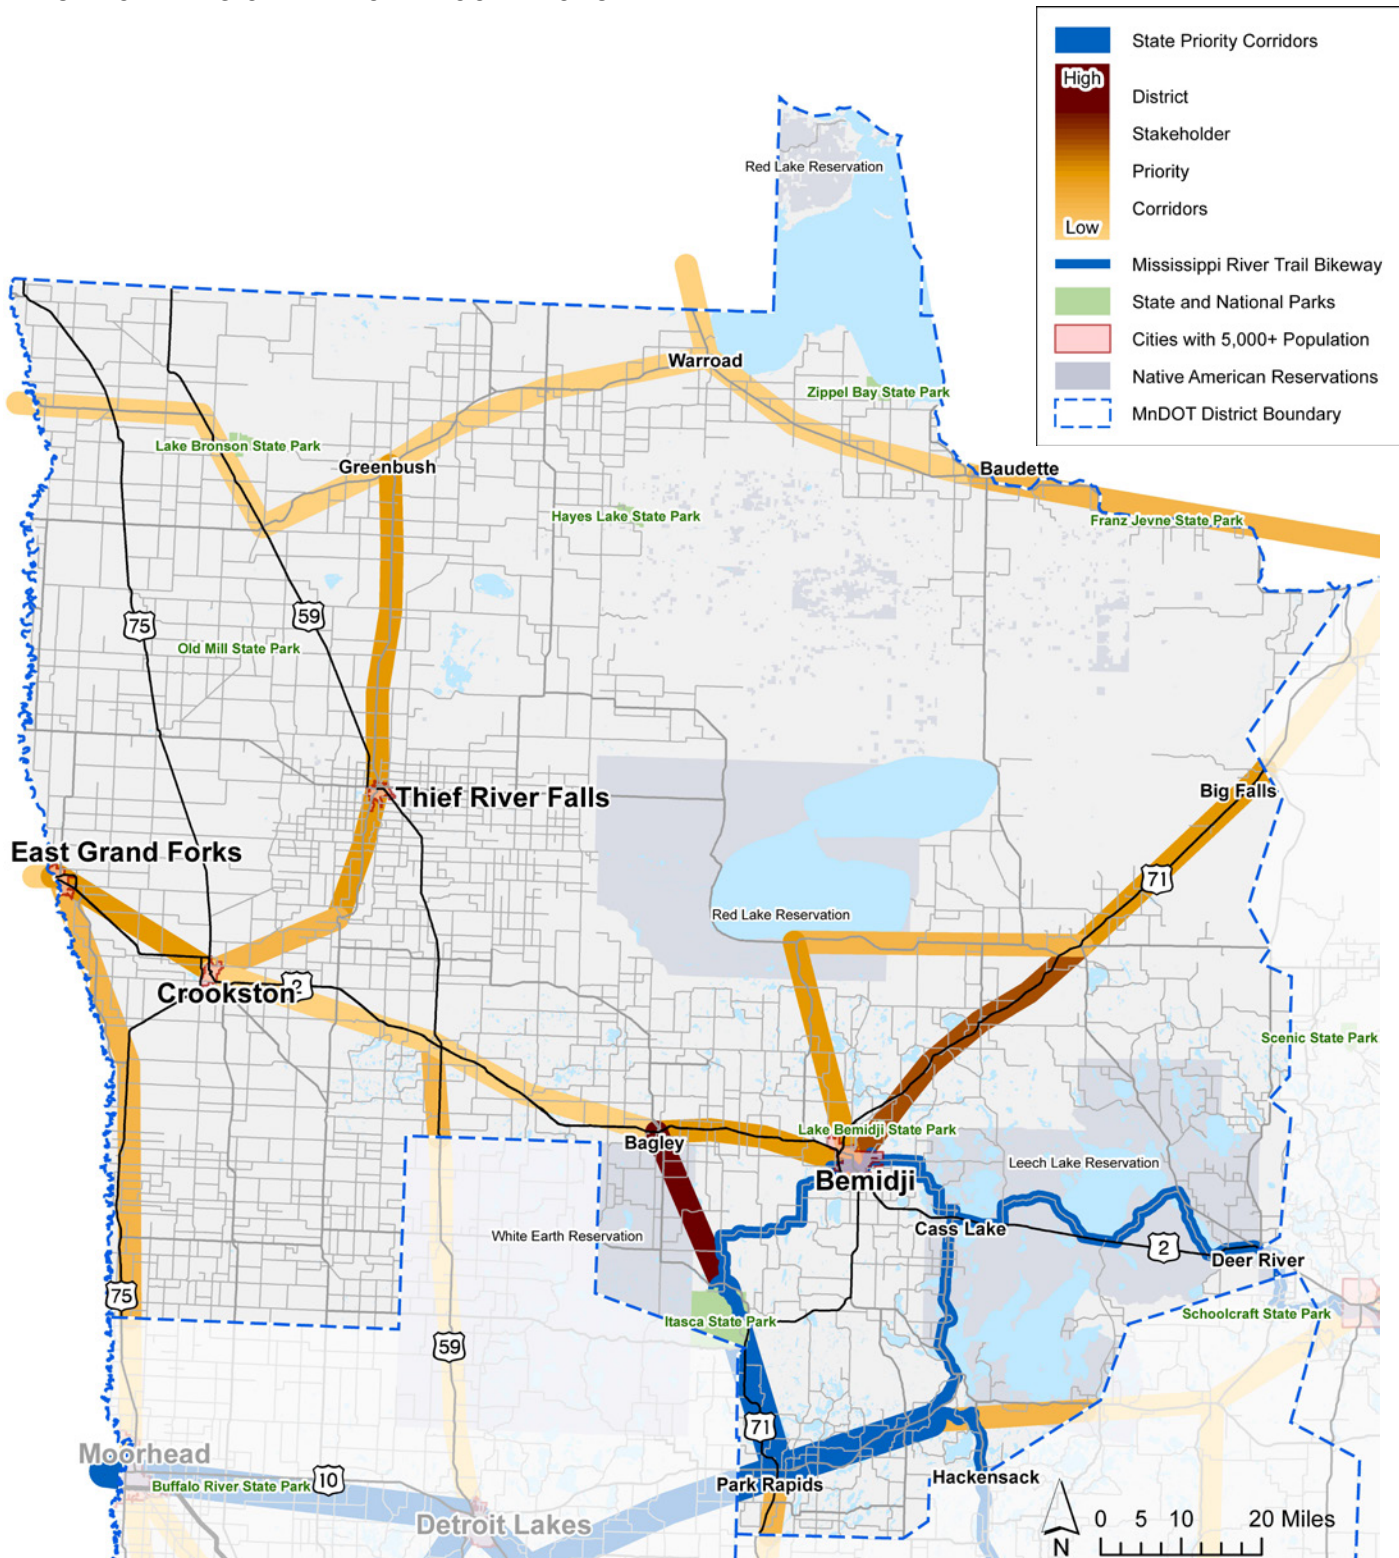 State Priority Corridors
High
District
Stakeholder
Priority
Corridors
Low
Mississippi River Trail Bikeway
State and National Parks
Cities with 5,000+ Population
Native American Reservations
MnDOT District Boundary
Red Lake Reservation
Warroad
Zippel Bay State Park
Lake Bronson State Park
Greenbush
Baudette
Hayes Lake State Park
Franz Jevne State Park
75
59
Old Mill State Park
Thief River Falls
Big Falls
East Grand Forks
71
Red Lake Reservation
Crookston
2
Scenic State Park
Bagley
Lake Bemidji State Park
Leech Lake Reservation
Bemidji
White Earth Reservation
Cass Lake
2
Deer River
75
Itasca State Park
Schoolcraft State Park
59
71
Moorhead
Buffalo River State Park
10
Park Rapids
Hackensack
Detroit Lakes
N
0 5 10 20 Miles